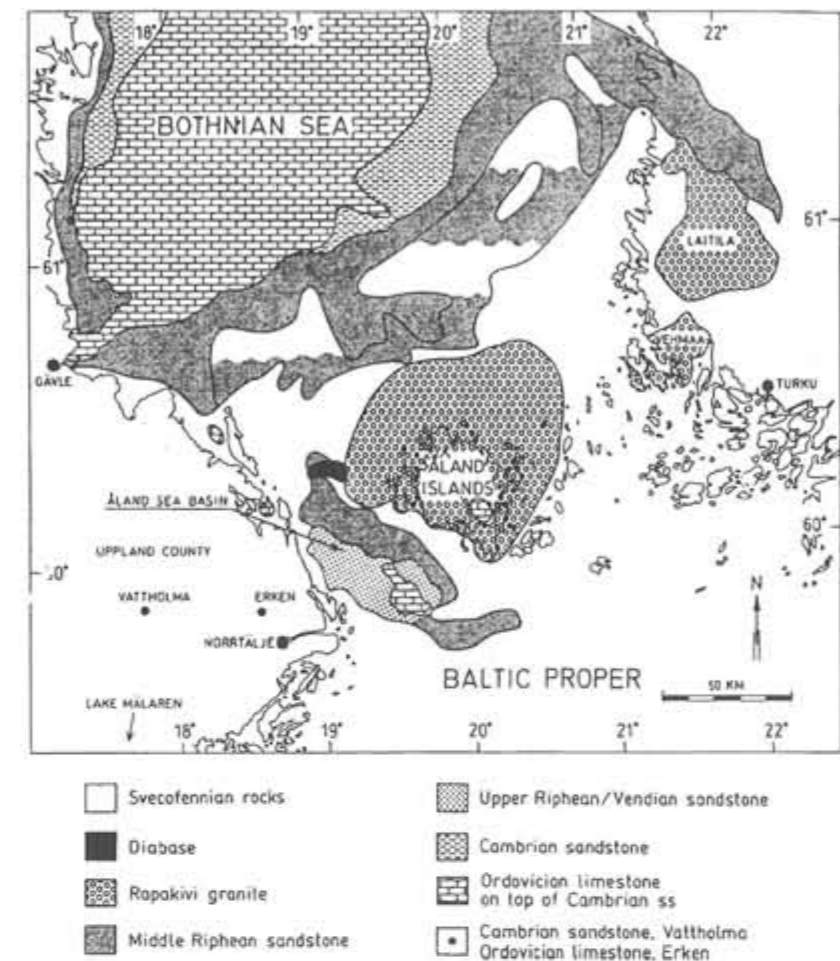 18° 19° 20° 21° 22°
BOTHNIAN SEA
61°
61°
LAITILA
GÄVLE
TURKU
ÅLAND
ISLANDS
ÅLAND SEA BASIN
60°
UPPLAND COUNTY
VATTHOLMA ERKEN
N
NORRTÄLJE
BALTIC PROPER
50 KM
LAKE MÄLAREN
18° 19° 20° 21° 22°
Svecofennian rocks
Diabase
Rapakivi granite
Middle Riphean sandstone
Upper Riphean/Vendian sandstone
Cambrian sandstone
Ordovician limestone
on top of Cambrian ss
Cambrian sandstone, Vattholma
Ordovician limestone, Erken